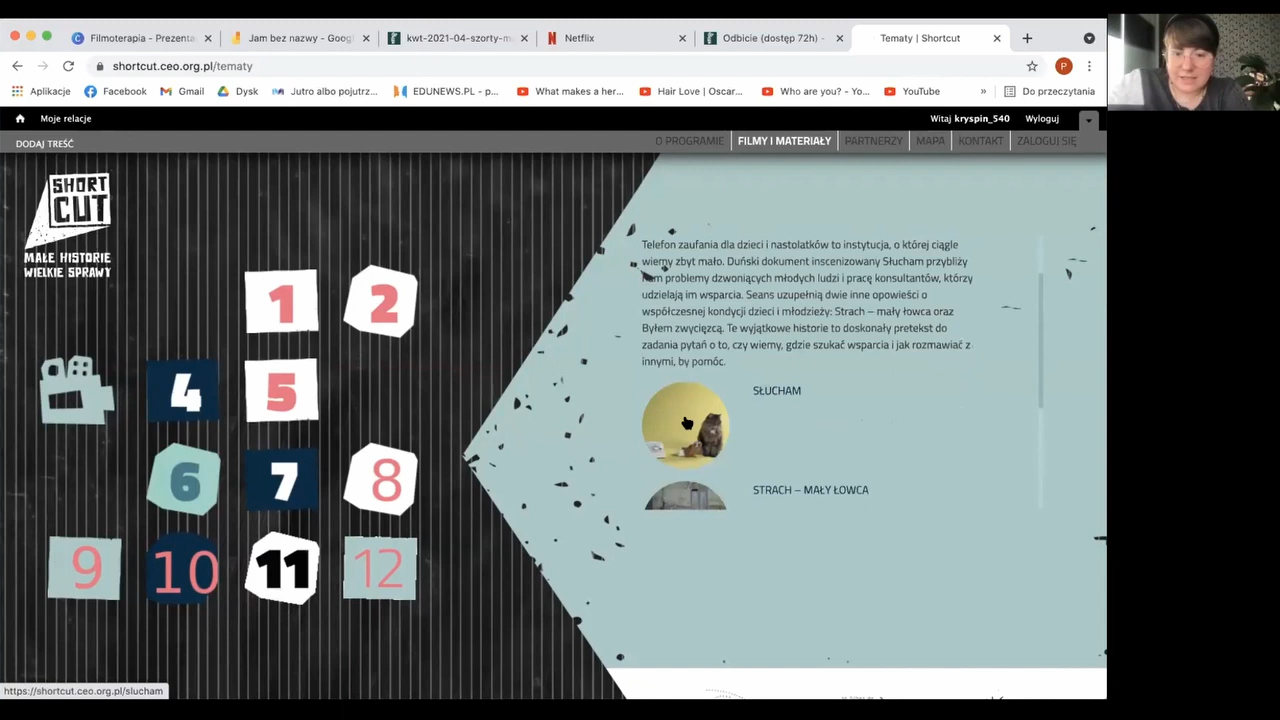 Filmoterapia - Prezenta
Jam bez nazwy - Goog
kwt-2021-04-szorty-m
Netflix
Odbicie (dostęp 72h) -
Tematy | Shortcut
shortcut.ceo.org.pl/tematy
P
Aplikacje
Facebook
Gmail
Dysk
Jutro albo pojutrz...
EDUNEWS.PL - p...
What makes a her...
Hair Love | Oscar...
Who are you? - Yo...
YouTube
»
Do przeczytania
Moje relacje
Witaj kryspin_540
Wyloguj
DODAJ TREŚĆ
O PROGRAMIE
FILMY I MATERIAŁY
PARTNERZY
MAPA
KONTAKT
ZALOGUJ SIĘ
SHORT
CUT
MAŁE HISTORIE
WIELKIE SPRAWY
1
2
4
5
6
7
8
9
10
11
12
Telefon zaufania dla dzieci i nastolatków to instytucja, o której ciągle
wiemy zbyt mało. Duński dokument inscenizowany Słucham przybliży
nam problemy dzwoniących młodych ludzi i pracę konsultantów, którzy
udzielają im wsparcia. Seans uzupełnią dwie inne opowieści o
współczesnej kondycji dzieci i młodzieży: Strach – mały łowca oraz
Byłem zwycięzcą. Te wyjątkowe historie to doskonały pretekst do
zadania pytań o to, czy wiemy, gdzie szukać wsparcia i jak rozmawiać z
innymi, by pomóc.
SŁUCHAM
STRACH – MAŁY ŁOWCA
https://shortcut.ceo.org.pl/slucham